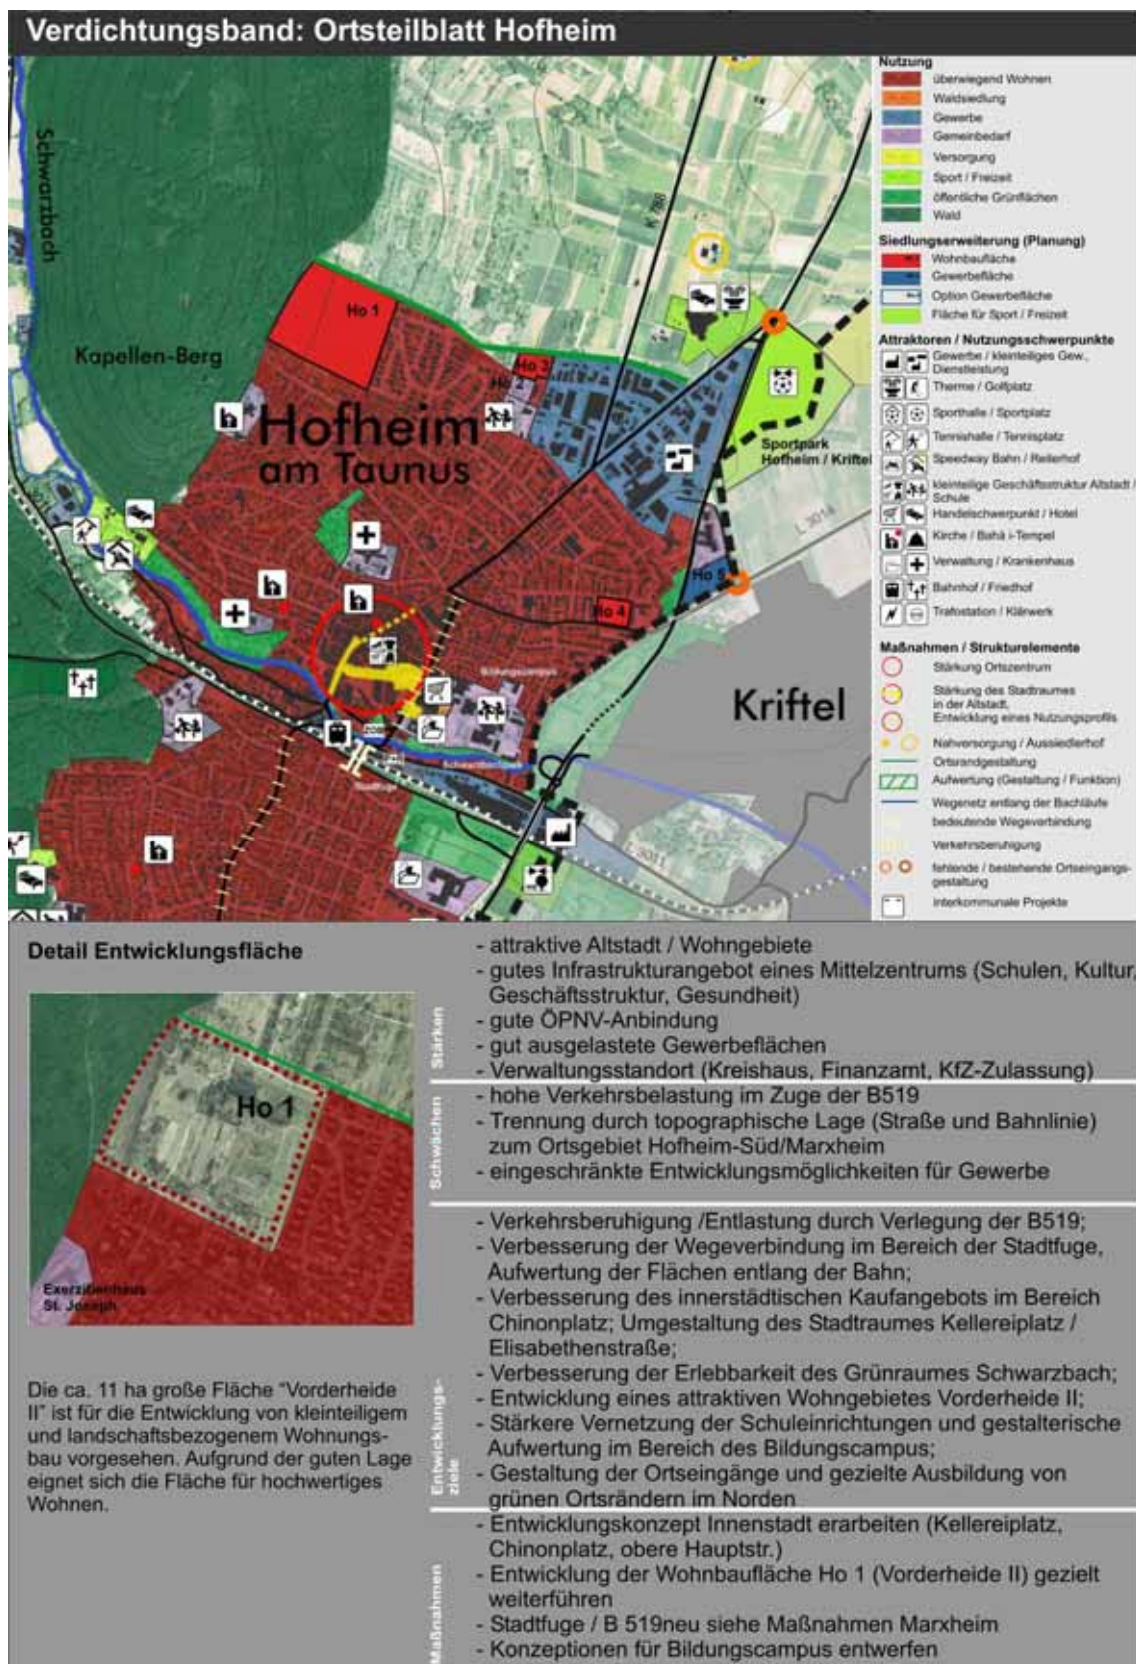 Verdichtungsband: Ortsteilblatt Hofheim
Schwarzbach
Kapellen-Berg
Hofheim
am Taunus
Ho 1
Ho 2
Ho 3
Ho 4
Ho 5
K 788
L 3016
L 3011
Sportpark
Hofheim / Kriftel
Kriftel
Bildungscampus
Nutzung
überwiegend Wohnen
Waldsiedlung
Gewerbe
Gemeinbedarf
Versorgung
Sport / Freizeit
öffentliche Grünflächen
Wald
Siedlungserweiterung (Planung)
Wohnbaufläche
Gewerbefläche
Option Gewerbefläche
Fläche für Sport / Freizeit
Attraktoren / Nutzungsschwerpunkte
Gewerbe / kleinteiliges Gew.,
Dienstleistung
Therme / Golfplatz
Sporthalle / Sportplatz
Tennishalle / Tennisplatz
Speedway Bahn / Reiterhof
kleinteilige Geschäftsstruktur Altstadt /
Schule
Handelschwerpunkt / Hotel
Kirche / Bahà i-Tempel
Verwaltung / Krankenhaus
Bahnhof / Friedhof
Trafostation / Klärwerk
Maßnahmen / Strukturelemente
Stärkung Ortszentrum
Stärkung des Stadtraumes
in der Altstadt,
Entwicklung eines Nutzungsprofils
Nahversorgung / Aussiedlerhof
Ortsrandgestaltung
Aufwertung (Gestaltung / Funktion)
Wegenetz entlang der Bachläufe
bedeutende Wegeverbindung
Verkehrsberuhigung
fehlende / bestehende Ortseingangs-
gestaltung
interkommunale Projekte
Detail Entwicklungsfläche
Ho 1
Exerzitienhaus
St. Joseph
Die ca. 11 ha große Fläche "Vorderheide
II" ist für die Entwicklung von kleinteiligem
und landschaftsbezogenem Wohnungs-
bau vorgesehen. Aufgrund der guten Lage
eignet sich die Fläche für hochwertiges
Wohnen.
Stärken
- attraktive Altstadt / Wohngebiete
- gutes Infrastrukturangebot eines Mittelzentrums (Schulen, Kultur,
Geschäftsstruktur, Gesundheit)
- gute ÖPNV-Anbindung
- gut ausgelastete Gewerbeflächen
- Verwaltungsstandort (Kreishaus, Finanzamt, KfZ-Zulassung)
Schwächen
- hohe Verkehrsbelastung im Zuge der B519
- Trennung durch topographische Lage (Straße und Bahnlinie)
zum Ortsgebiet Hofheim-Süd/Marxheim
- eingeschränkte Entwicklungsmöglichkeiten für Gewerbe
Entwicklungs-
ziele
- Verkehrsberuhigung /Entlastung durch Verlegung der B519;
- Verbesserung der Wegeverbindung im Bereich der Stadtfuge,
Aufwertung der Flächen entlang der Bahn;
- Verbesserung des innerstädtischen Kaufangebots im Bereich
Chinonplatz; Umgestaltung des Stadtraumes Kellereiplatz /
Elisabethenstraße;
- Verbesserung der Erlebbarkeit des Grünraumes Schwarzbach;
- Entwicklung eines attraktiven Wohngebietes Vorderheide II;
- Stärkere Vernetzung der Schuleinrichtungen und gestalterische
Aufwertung im Bereich des Bildungscampus;
- Gestaltung der Ortseingänge und gezielte Ausbildung von
grünen Ortsrändern im Norden
Maßnahmen
- Entwicklungskonzept Innenstadt erarbeiten (Kellereiplatz,
Chinonplatz, obere Hauptstr.)
- Entwicklung der Wohnbaufläche Ho 1 (Vorderheide II) gezielt
weiterführen
- Stadtfuge / B 519neu siehe Maßnahmen Marxheim
- Konzeptionen für Bildungscampus entwerfen